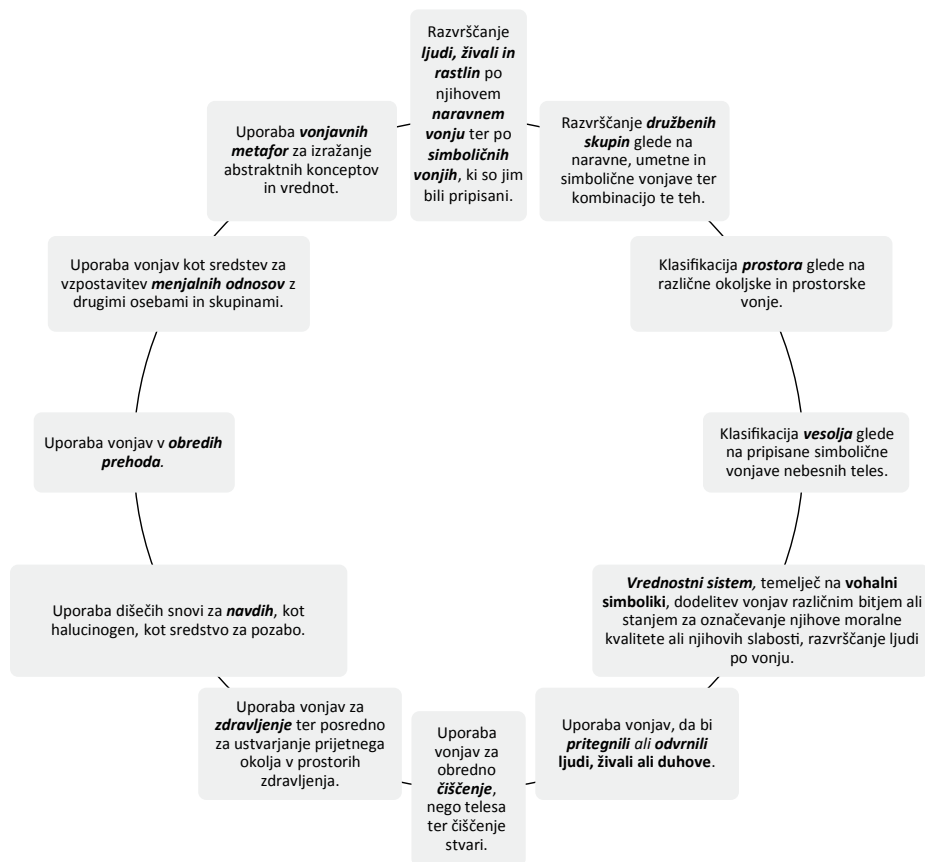 Razvrščanje
ljudi, živali in
rastlin po
njihovem
naravnem
vonju ter po
simboličnih
vonjih, ki so jim
bili pripisani.
Razvrščanje družbenih
skupin glede na
naravne, umetne in
simbolične vonjave ter
kombinacijo te teh.
Klasifikacija prostora glede na
različne okoljske in prostorske
vonje.
Klasifikacija vesolja glede
na pripisane simbolične
vonjave nebesnih teles.
Vrednostni sistem, temelječ na vohalni
simboliki, dodelitev vonjav različnim bitjem ali
stanjem za označevanje njihove moralne
kvalitete ali njihovih slabosti, razvrščanje ljudi
po vonju.
Uporaba vonjav, da bi
pritegnili ali odvrnili
ljudi, živali ali duhove.
Uporaba
vonjav za
obredno
čiščenje,
nego telesa
ter čiščenje
stvari.
Uporaba vonjav za
zdravljenje ter posredno
za ustvarjanje prijetnega
okolja v prostorih
zdravljenja.
Uporaba dišečih snovi za navdih, kot
halucinogen, kot sredstvo za pozabo.
Uporaba vonjav v obredih
prehoda.
Uporaba vonjav kot sredstev za
vzpostavitev menjalnih odnosov z
drugimi osebami in skupinami.
Uporaba vonjavnih
metafor za izražanje
abstraktnih konceptov
in vrednot.